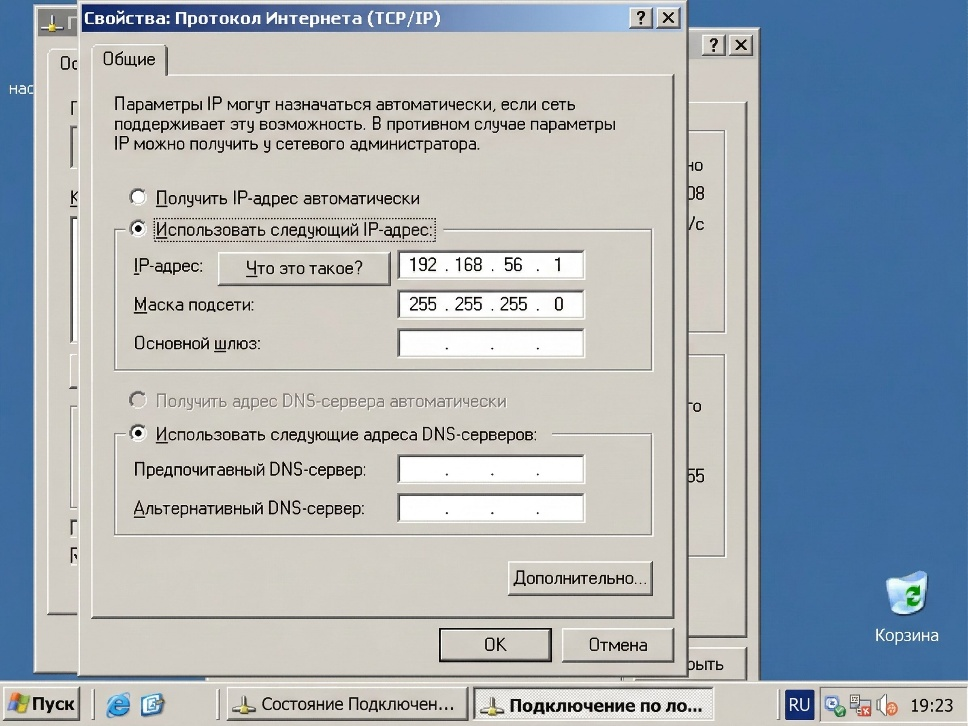 Свойства: Протокол Интернета (TCP/IP)
Общие
Параметры IP могут назначаться автоматически, если сеть
поддерживает эту возможность. В противном случае параметры
IP можно получить у сетевого администратора.
Получить IP-адрес автоматически
Использовать следующий IP-адрес:
IP-адрес:
Что это такое?
192 . 168 . 56 . 1
Маска подсети:
255 . 255 . 255 . 0
Основной шлюз:
. . .
Получить адрес DNS-сервера автоматически
Использовать следующие адреса DNS-серверов:
Предпочитавный DNS-сервер:
. . .
Альтернативный DNS-сервер:
. . .
Дополнительно...
OK
Отмена
Корзина
Пуск
Состояние Подключен...
Подключение по ло...
RU
19:23